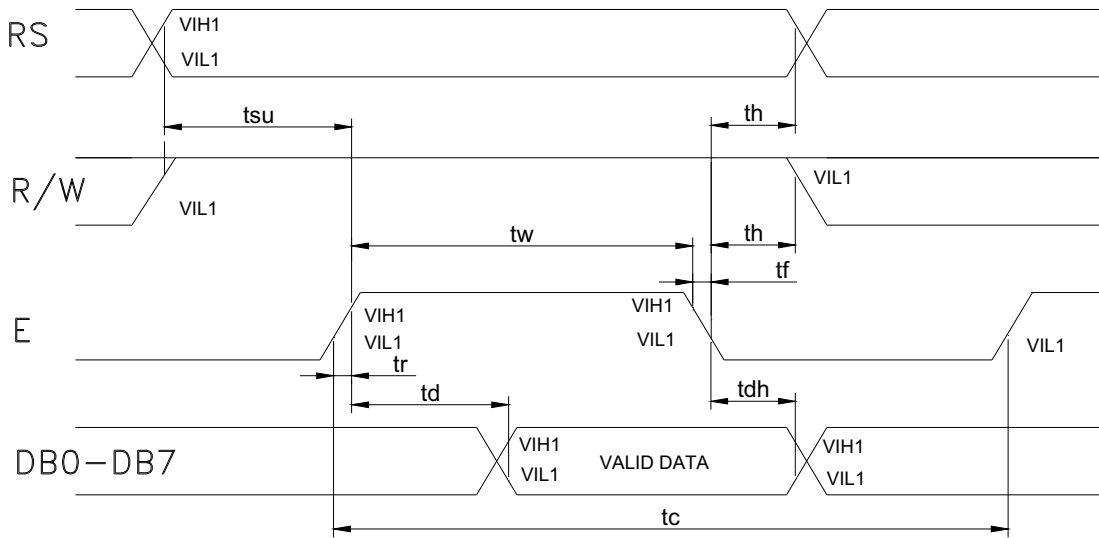 RS
VIH1
VIL1
tsu
th
R/W
VIL1
VIL1
tw
th
tf
E
VIH1
VIL1
VIH1
VIL1
VIL1
tr
td
tdh
DB0-DB7
VIH1
VIL1
VALID DATA
VIH1
VIL1
tc